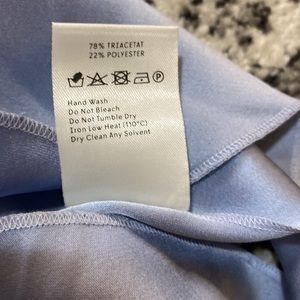 78% TRIACETAT
22% POLYESTER
Hand Wash
Do Not Bleach
Do Not Tumble Dry
Iron Low Heat (110°C)
Dry Clean Any Solvent